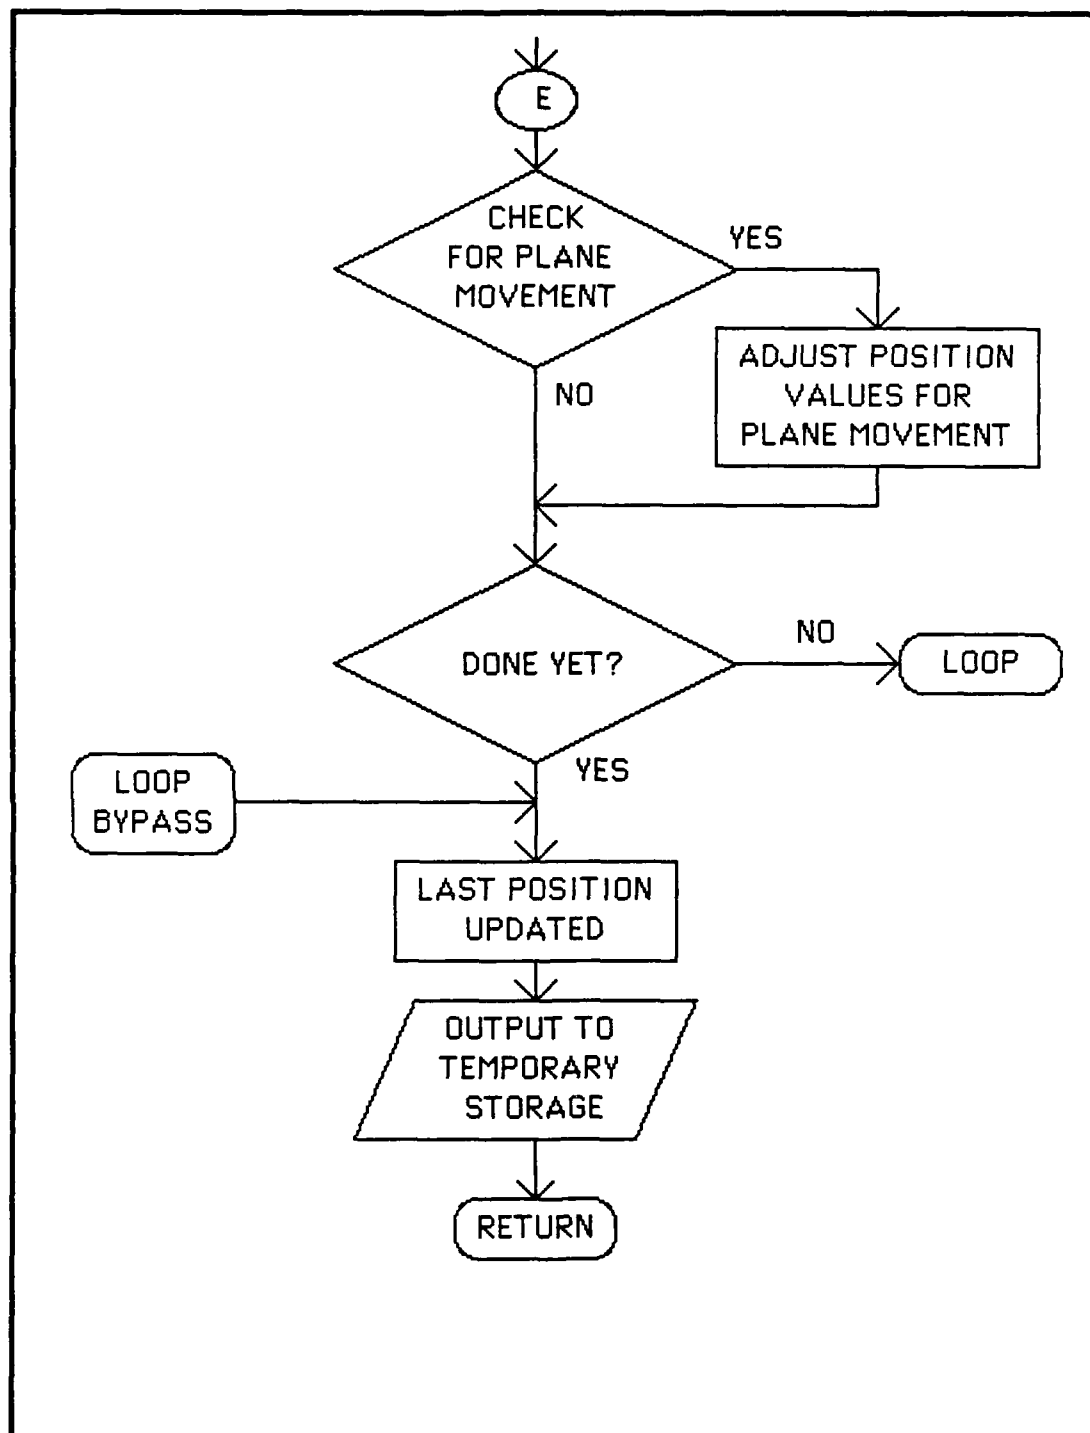 E
CHECK
FOR PLANE
MOVEMENT
YES
ADJUST POSITION
VALUES FOR
PLANE MOVEMENT
NO
DONE YET?
NO
LOOP
YES
LOOP
BYPASS
LAST POSITION
UPDATED
OUTPUT TO
TEMPORARY
STORAGE
RETURN